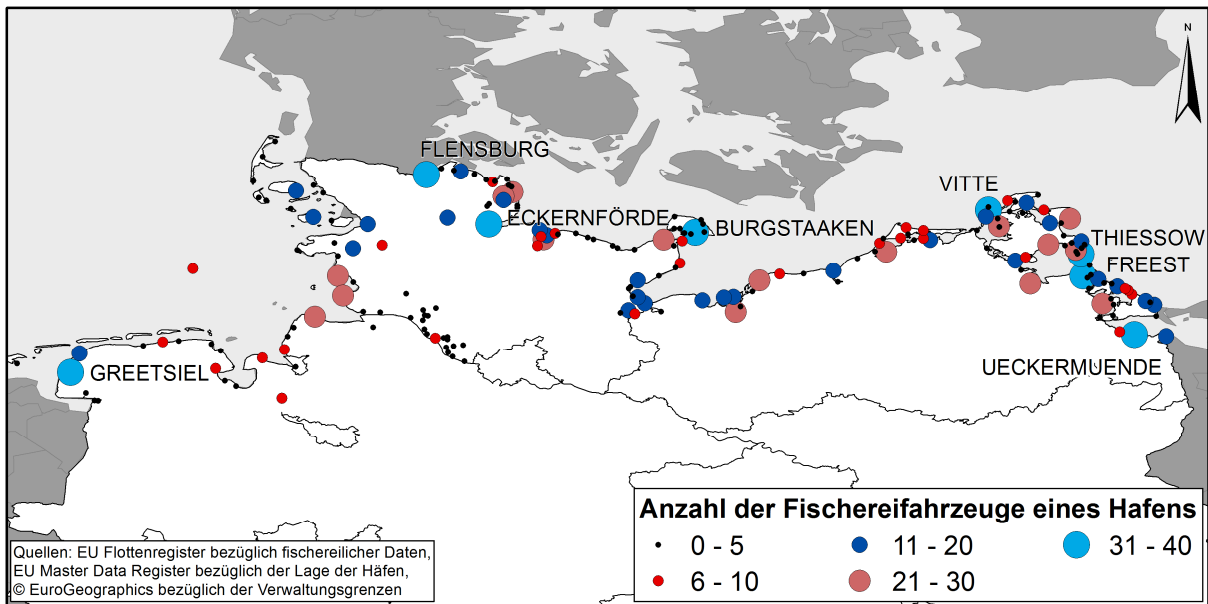 N
FLENSBURG
VITTE
ECKERNFÖRDE
BURGSTAAKEN
THIESSOW
FREEST
GREETSIEL
UECKERMUENDE
Anzahl der Fischereifahrzeuge eines Hafens
0 - 5
11 - 20
31 - 40
6 - 10
21 - 30
Quellen: EU Flottenregister bezüglich fischereilicher Daten,
EU Master Data Register bezüglich der Lage der Häfen,
© EuroGeographics bezüglich der Verwaltungsgrenzen